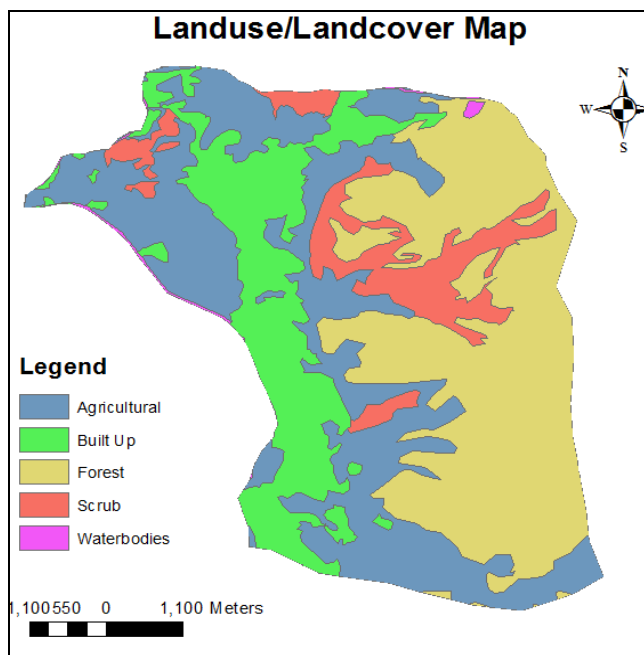 Landuse/Landcover Map
N
W
S
Legend
Agricultural
Built Up
Forest
Scrub
Waterbodies
1,100 550 0 1,100 Meters